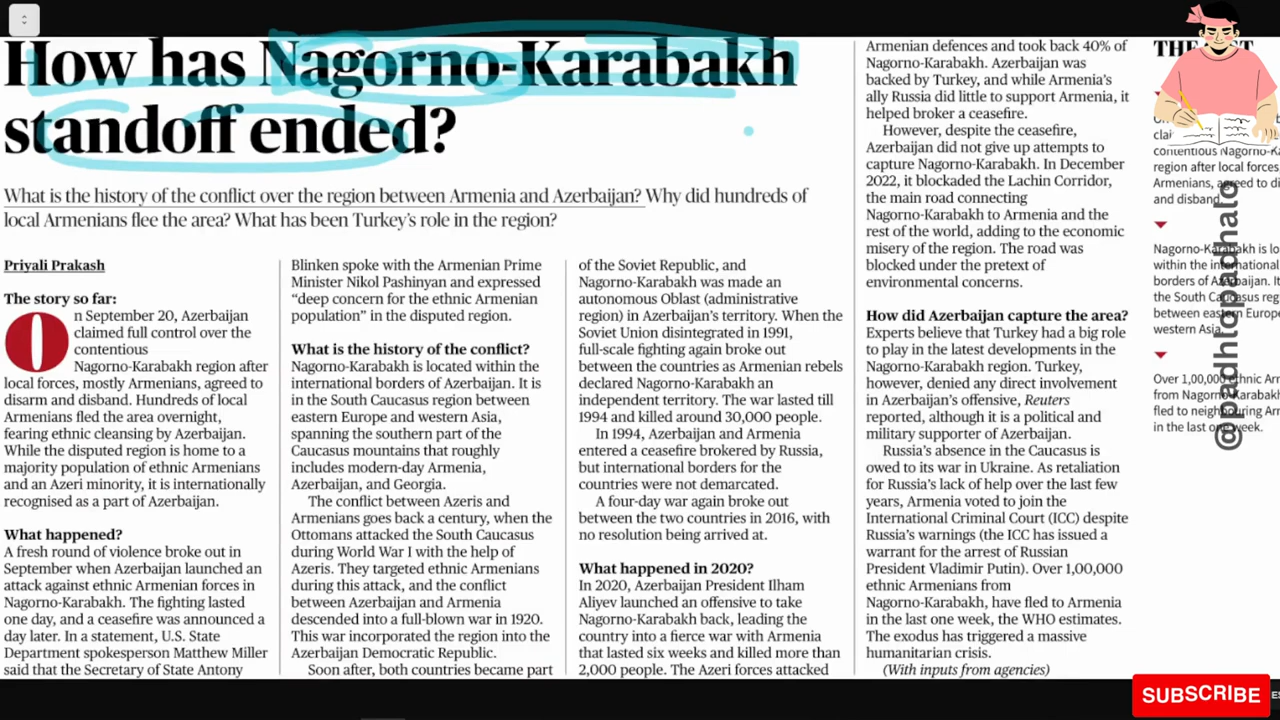 How has Nagorno-Karabakh
standoff ended?
What is the history of the conflict over the region between Armenia and Azerbaijan? Why did hundreds of
local Armenians flee the area? What has been Turkey's role in the region?
Priyali Prakash
The story so far:
On September 20, Azerbaijan
claimed full control over the
contentious
Nagorno-Karabakh region after
local forces, mostly Armenians, agreed to
disarm and disband. Hundreds of local
Armenians fled the area overnight,
fearing ethnic cleansing by Azerbaijan.
While the disputed region is home to a
majority population of ethnic Armenians
and an Azeri minority, it is internationally
recognised as a part of Azerbaijan.
What happened?
A fresh round of violence broke out in
September when Azerbaijan launched an
attack against ethnic Armenian forces in
Nagorno-Karabakh. The fighting lasted
one day, and a ceasefire was announced a
day later. In a statement, U.S. State
Department spokesperson Matthew Miller
said that the Secretary of State Antony
Blinken spoke with the Armenian Prime
Minister Nikol Pashinyan and expressed
“deep concern for the ethnic Armenian
population” in the disputed region.
What is the history of the conflict?
Nagorno-Karabakh is located within the
international borders of Azerbaijan. It is
in the South Caucasus region between
eastern Europe and western Asia,
spanning the southern part of the
Caucasus mountains that roughly
includes modern-day Armenia,
Azerbaijan, and Georgia.
The conflict between Azeris and
Armenians goes back a century, when the
Ottomans attacked the South Caucasus
during World War I with the help of
Azeris. They targeted ethnic Armenians
during this attack, and the conflict
between Azerbaijan and Armenia
descended into a full-blown war in 1920.
This war incorporated the region into the
Azerbaijan Democratic Republic.
Soon after, both countries became part
of the Soviet Republic, and
Nagorno-Karabakh was made an
autonomous Oblast (administrative
region) in Azerbaijan's territory. When the
Soviet Union disintegrated in 1991,
full-scale fighting again broke out
between the countries as Armenian rebels
declared Nagorno-Karabakh an
independent territory. The war lasted till
1994 and killed around 30,000 people.
In 1994, Azerbaijan and Armenia
entered a ceasefire brokered by Russia,
but international borders for the
countries were not demarcated.
A four-day war again broke out
between the two countries in 2016, with
no resolution being arrived at.
What happened in 2020?
In 2020, Azerbaijan President Ilham
Aliyev launched an offensive to take
Nagorno-Karabakh back, leading the
country into a fierce war with Armenia
that lasted six weeks and killed more than
2,000 people. The Azeri forces attacked
Armenian defences and took back 40% of
Nagorno-Karabakh. Azerbaijan was
backed by Turkey, and while Armenia's
ally Russia did little to support Armenia, it
helped broker a ceasefire.
However, despite the ceasefire,
Azerbaijan did not give up attempts to
capture Nagorno-Karabakh. In December
2022, it blockaded the Lachin Corridor,
the main road connecting
Nagorno-Karabakh to Armenia and the
rest of the world, adding to the economic
misery of the region. The road was
blocked under the pretext of
environmental concerns.
How did Azerbaijan capture the area?
Experts believe that Turkey had a big role
to play in the latest developments in the
Nagorno-Karabakh region. Turkey,
however, denied any direct involvement
in Azerbaijan's offensive, Reuters
reported, although it is a political and
military supporter of Azerbaijan.
Russia's absence in the Caucasus is
owed to its war in Ukraine. As retaliation
for Russia's lack of help over the last few
years, Armenia voted to join the
International Criminal Court (ICC) despite
Russia's warnings (the ICC has issued a
warrant for the arrest of Russian
President Vladimir Putin). Over 1,00,000
ethnic Armenians from
Nagorno-Karabakh, have fled to Armenia
in the last one week, the WHO estimates.
The exodus has triggered a massive
humanitarian crisis.
(With inputs from agencies)
contentious
region after local forces,
Armenians, agreed to
and disband.
Nagorno-Karabakh is
within the
borders of Azerbaijan.
the South Caucasus
between eastern
western Asia.
Over 1,00,000 ethnic
from
fled to
in the last one week.
@padhlopadhalo
SUBSCRIBE